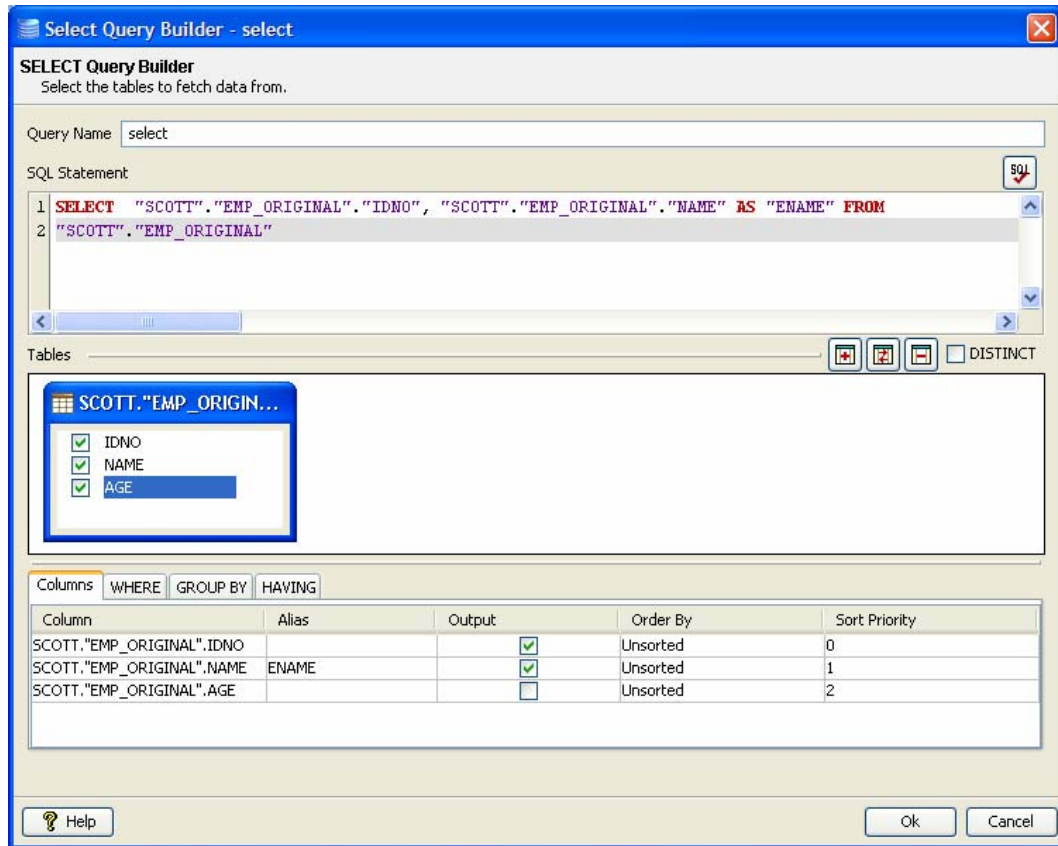 Select Query Builder - select
SELECT Query Builder
Select the tables to fetch data from.
Query Name select
SQL Statement
SQL
1 SELECT "SCOTT"."EMP_ORIGINAL"."IDNO", "SCOTT"."EMP_ORIGINAL"."NAME" AS "ENAME" FROM
2 "SCOTT"."EMP_ORIGINAL"
Tables DISTINCT
SCOTT."EMP_ORIGIN...
IDNO
NAME
AGE
Columns WHERE GROUP BY HAVING
Column Alias Output Order By Sort Priority
SCOTT."EMP_ORIGINAL".IDNO Unsorted 0
SCOTT."EMP_ORIGINAL".NAME ENAME Unsorted 1
SCOTT."EMP_ORIGINAL".AGE Unsorted 2
Help Ok Cancel